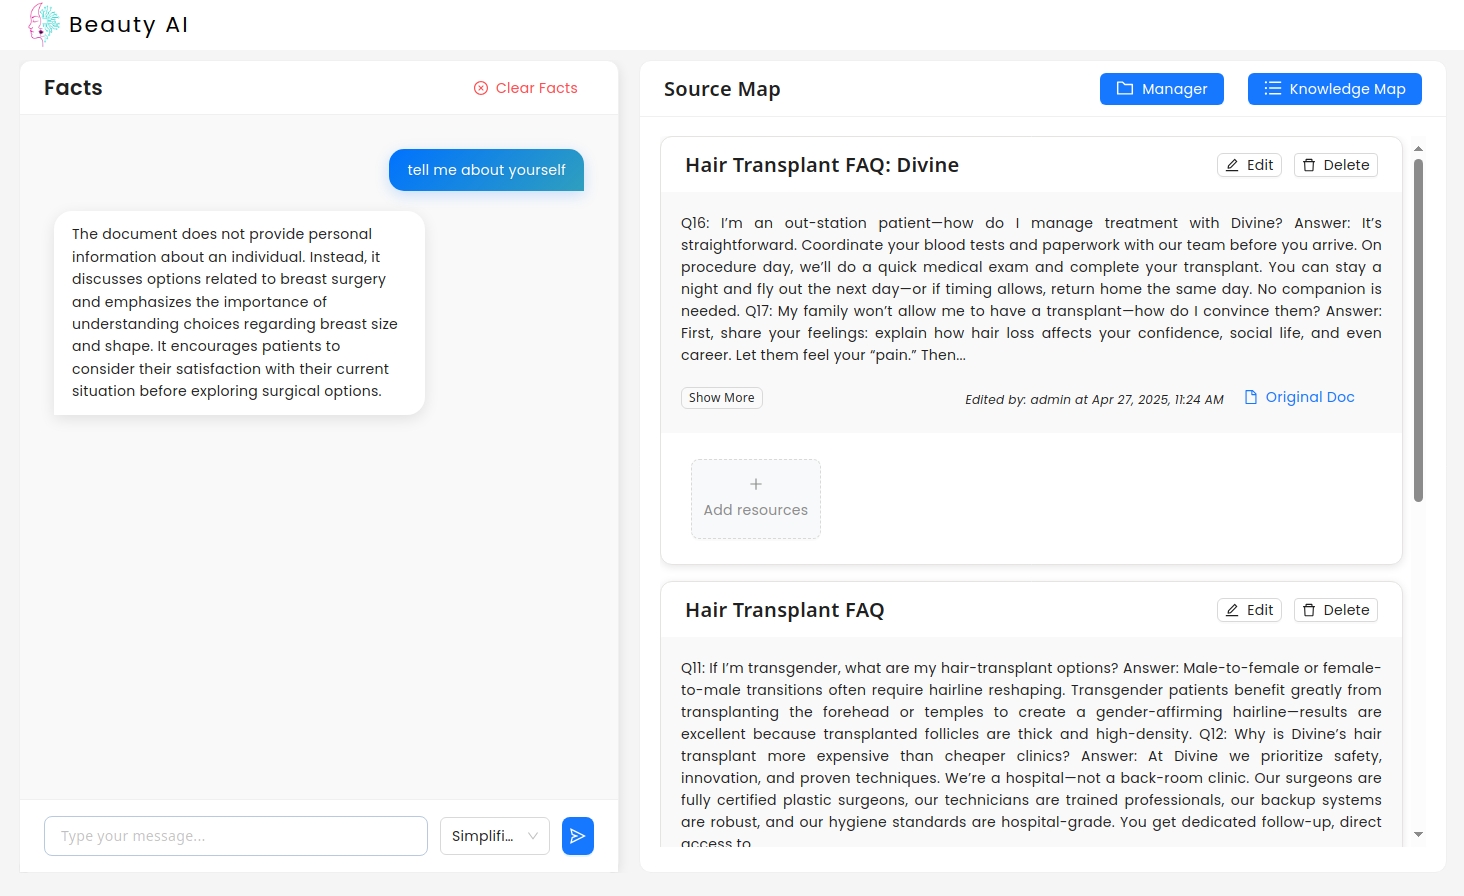 Beauty AI
Facts
Clear Facts
tell me about yourself
The document does not provide personal
information about an individual. Instead, it
discusses options related to breast surgery
and emphasizes the importance of
understanding choices regarding breast size
and shape. It encourages patients to
consider their satisfaction with their current
situation before exploring surgical options.
Type your message...
Simplifi...
Source Map
Manager
Knowledge Map
Hair Transplant FAQ: Divine
Edit
Delete
Q16: I’m an out-station patient—how do I manage treatment with Divine? Answer: It’s
straightforward. Coordinate your blood tests and paperwork with our team before you arrive. On
procedure day, we’ll do a quick medical exam and complete your transplant. You can stay a
night and fly out the next day—or if timing allows, return home the same day. No companion is
needed. Q17: My family won’t allow me to have a transplant—how do I convince them? Answer:
First, share your feelings: explain how hair loss affects your confidence, social life, and even
career. Let them feel your “pain.” Then...
Show More
Edited by: admin at Apr 27, 2025, 11:24 AM
Original Doc
Add resources
Hair Transplant FAQ
Edit
Delete
Q11: If I’m transgender, what are my hair-transplant options? Answer: Male-to-female or female-
to-male transitions often require hairline reshaping. Transgender patients benefit greatly from
transplanting the forehead or temples to create a gender-affirming hairline—results are
excellent because transplanted follicles are thick and high-density. Q12: Why is Divine’s hair
transplant more expensive than cheaper clinics? Answer: At Divine we prioritize safety,
innovation, and proven techniques. We’re a hospital—not a back-room clinic. Our surgeons are
fully certified plastic surgeons, our technicians are trained professionals, our backup systems
are robust, and our hygiene standards are hospital-grade. You get dedicated follow-up, direct
access to